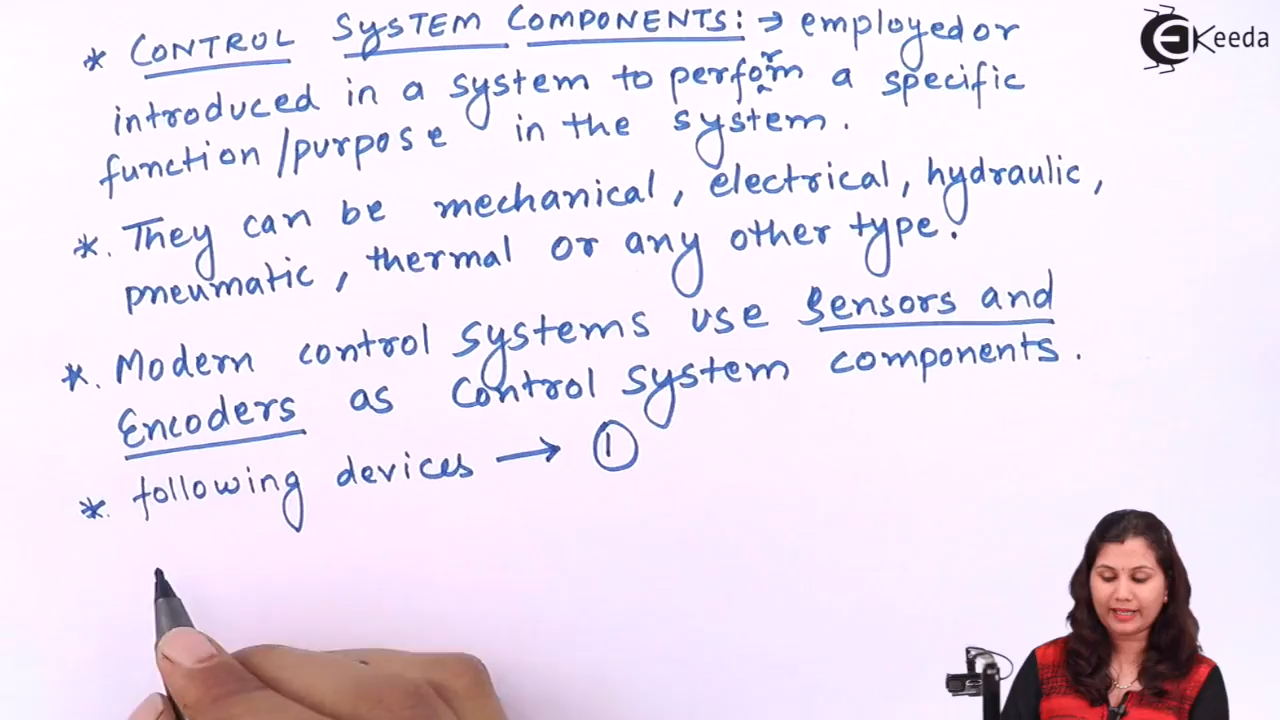 * CONTROL SYSTEM COMPONENTS: → employed or
introduced in a system to perform a specific
function/purpose in the system.
*. They can be mechanical, electrical, hydraulic,
pneumatic, thermal or any other type.
*. Modern control systems use Sensors and
Encoders as control system components.
* following devices → ①
EKeeda